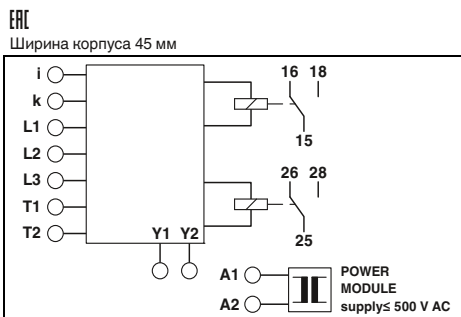 EAC
Ширина корпуса 45 мм
i
k
L1
L2
L3
T1
T2
Y1 Y2
16 18
15
26 28
25
A1
A2
POWER
MODULE
supply≤ 500 V AC